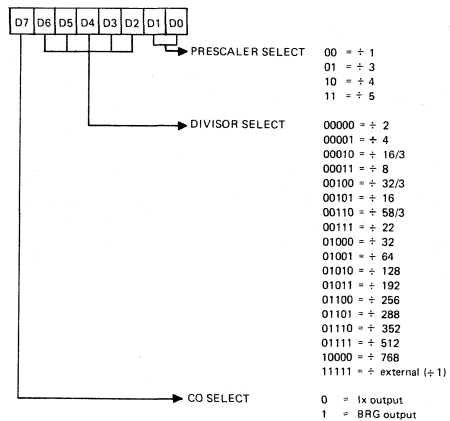 D7 D6 D5 D4 D3 D2 D1 D0
PRESCALER SELECT 00 = ÷ 1
01 = ÷ 3
10 = ÷ 4
11 = ÷ 5
DIVISOR SELECT 00000 = ÷ 2
00001 = ÷ 4
00010 = ÷ 16/3
00011 = ÷ 8
00100 = ÷ 32/3
00101 = ÷ 16
00110 = ÷ 58/3
00111 = ÷ 22
01000 = ÷ 32
01001 = ÷ 64
01010 = ÷ 128
01011 = ÷ 192
01100 = ÷ 256
01101 = ÷ 288
01110 = ÷ 352
01111 = ÷ 512
10000 = ÷ 768
11111 = ÷ external (÷1)
CO SELECT 0 = 1x output
1 = BRG output